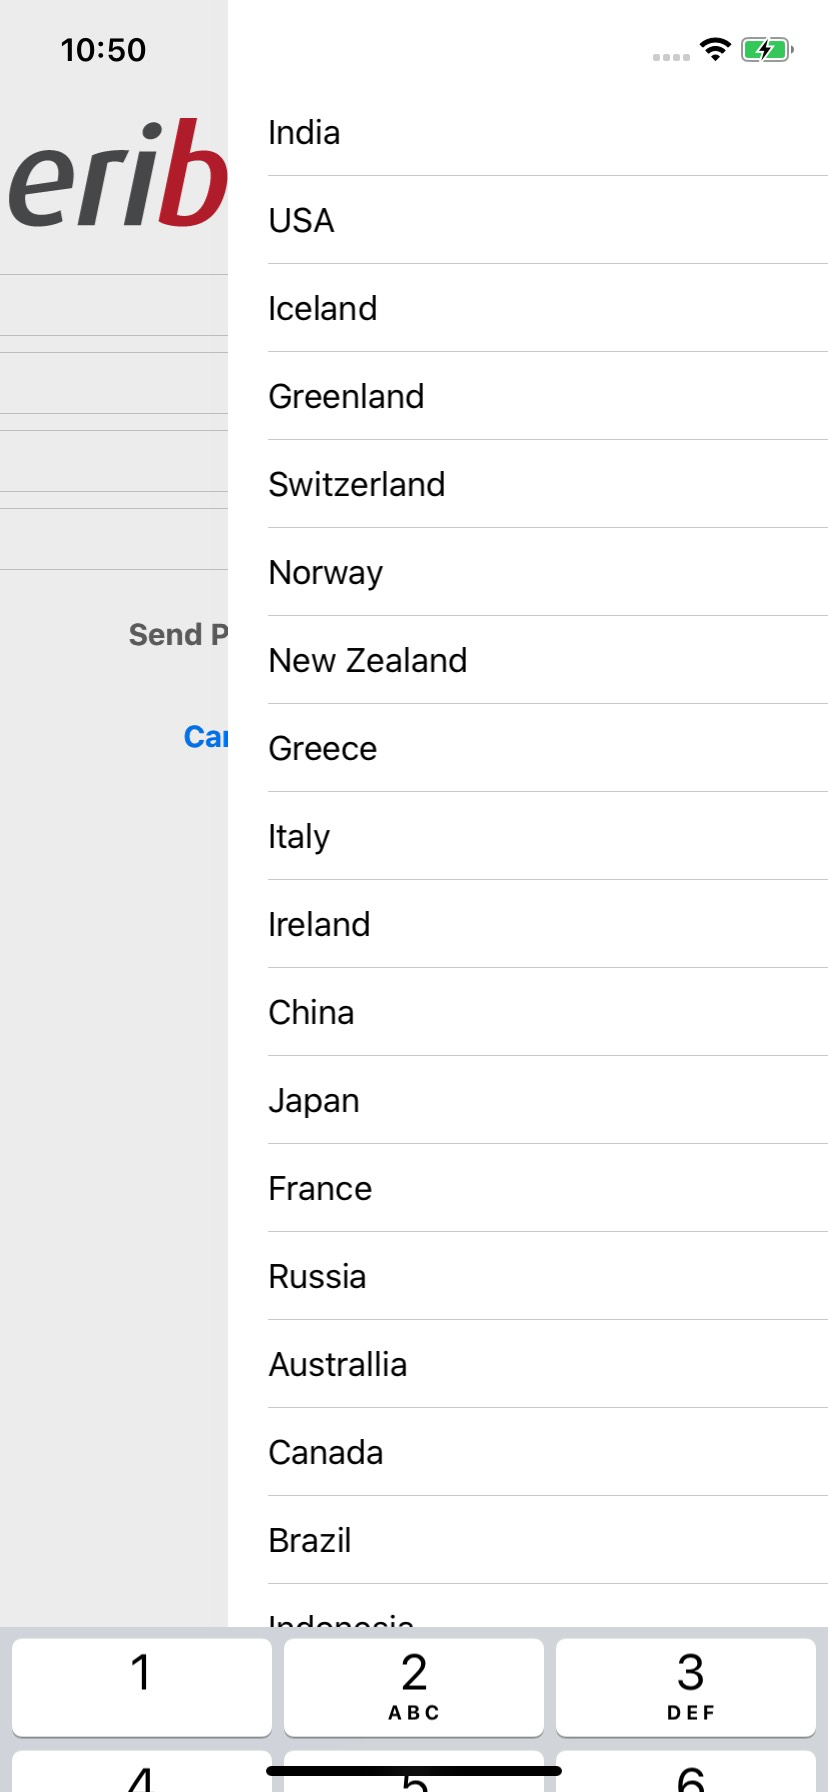 10:50
erib
India
USA
Iceland
Greenland
Switzerland
Norway
Send P
New Zealand
Ca
Greece
Italy
Ireland
China
Japan
France
Russia
Australlia
Canada
Brazil
Indonesia
1
2
ABC
3
DEF
4
5
6